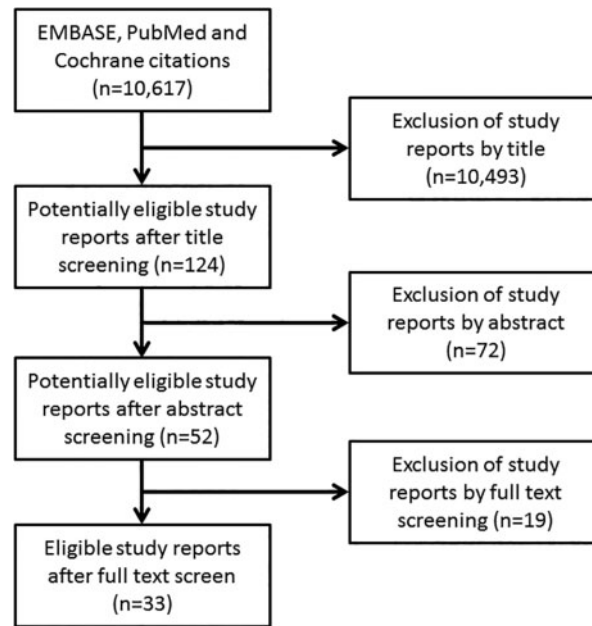 EMBASE, PubMed and
Cochrane citations
(n=10,617)
Exclusion of study
reports by title
(n=10,493)
Potentially eligible study
reports after title
screening (n=124)
Exclusion of study
reports by abstract
(n=72)
Potentially eligible study
reports after abstract
screening (n=52)
Exclusion of study
reports by full text
screening (n=19)
Eligible study reports
after full text screen
(n=33)